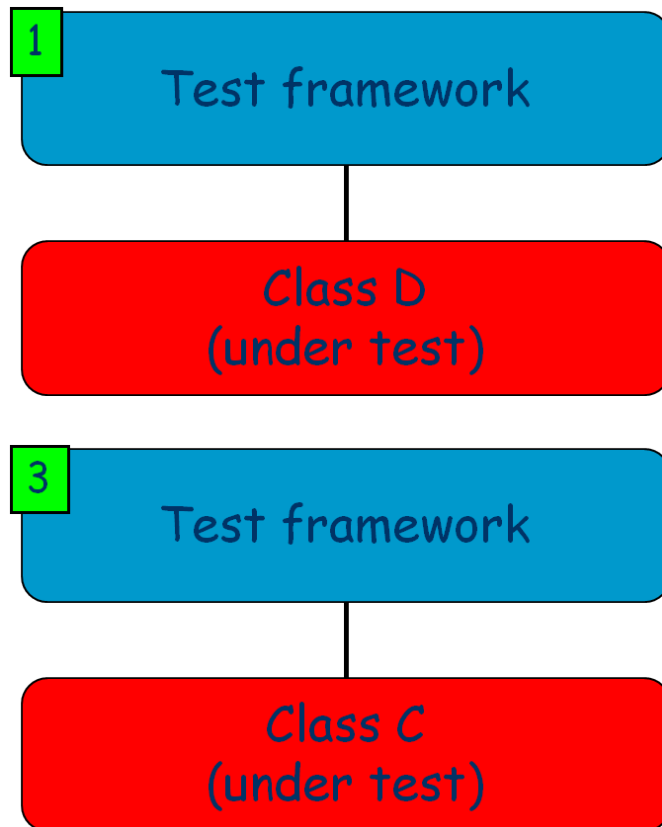 1
Test framework
Class D
(under test)
3
Test framework
Class C
(under test)